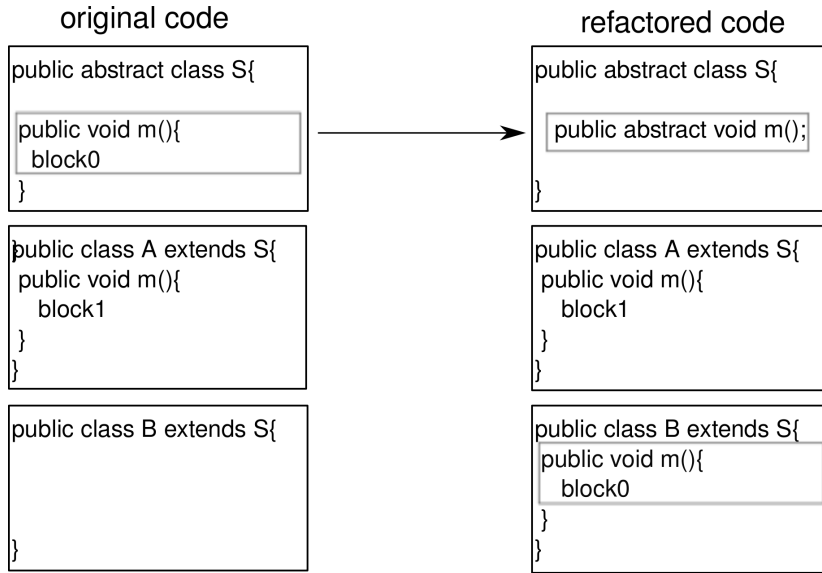 original code
public abstract class S{
public void m(){
block0
}
}
public class A extends S{
public void m(){
block1
}
}
public class B extends S{
}
refactored code
public abstract class S{
public abstract void m();
}
public class A extends S{
public void m(){
block1
}
}
public class B extends S{
public void m(){
block0
}
}